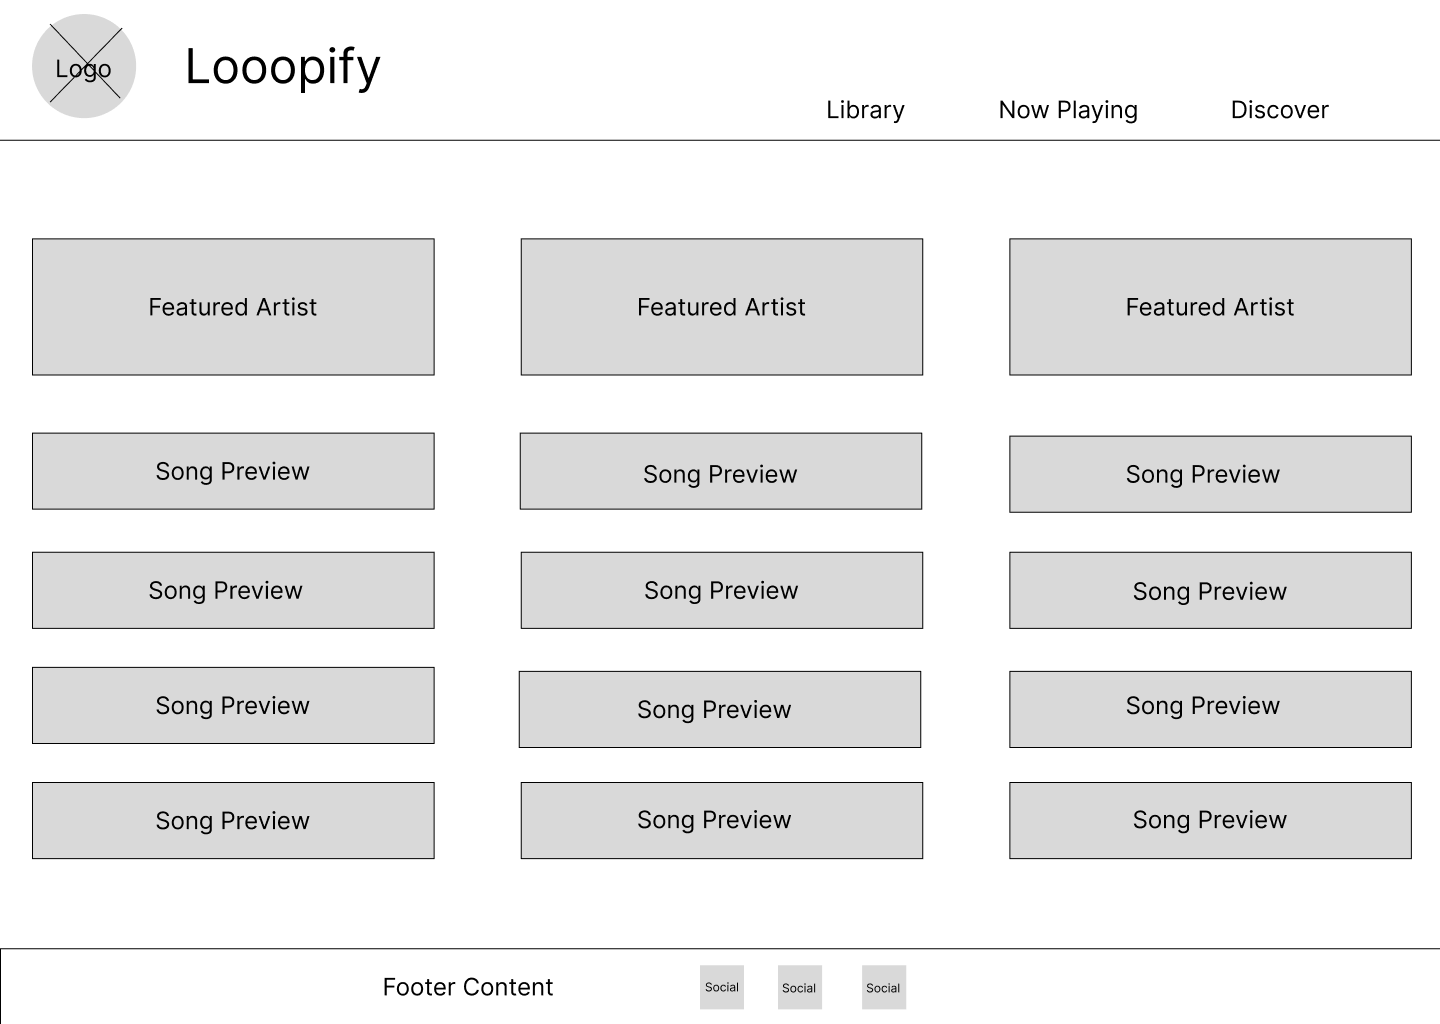 Logo
Looopify
Library
Now Playing
Discover
Featured Artist
Featured Artist
Featured Artist
Song Preview
Song Preview
Song Preview
Song Preview
Song Preview
Song Preview
Song Preview
Song Preview
Song Preview
Song Preview
Song Preview
Song Preview
Footer Content
Social
Social
Social